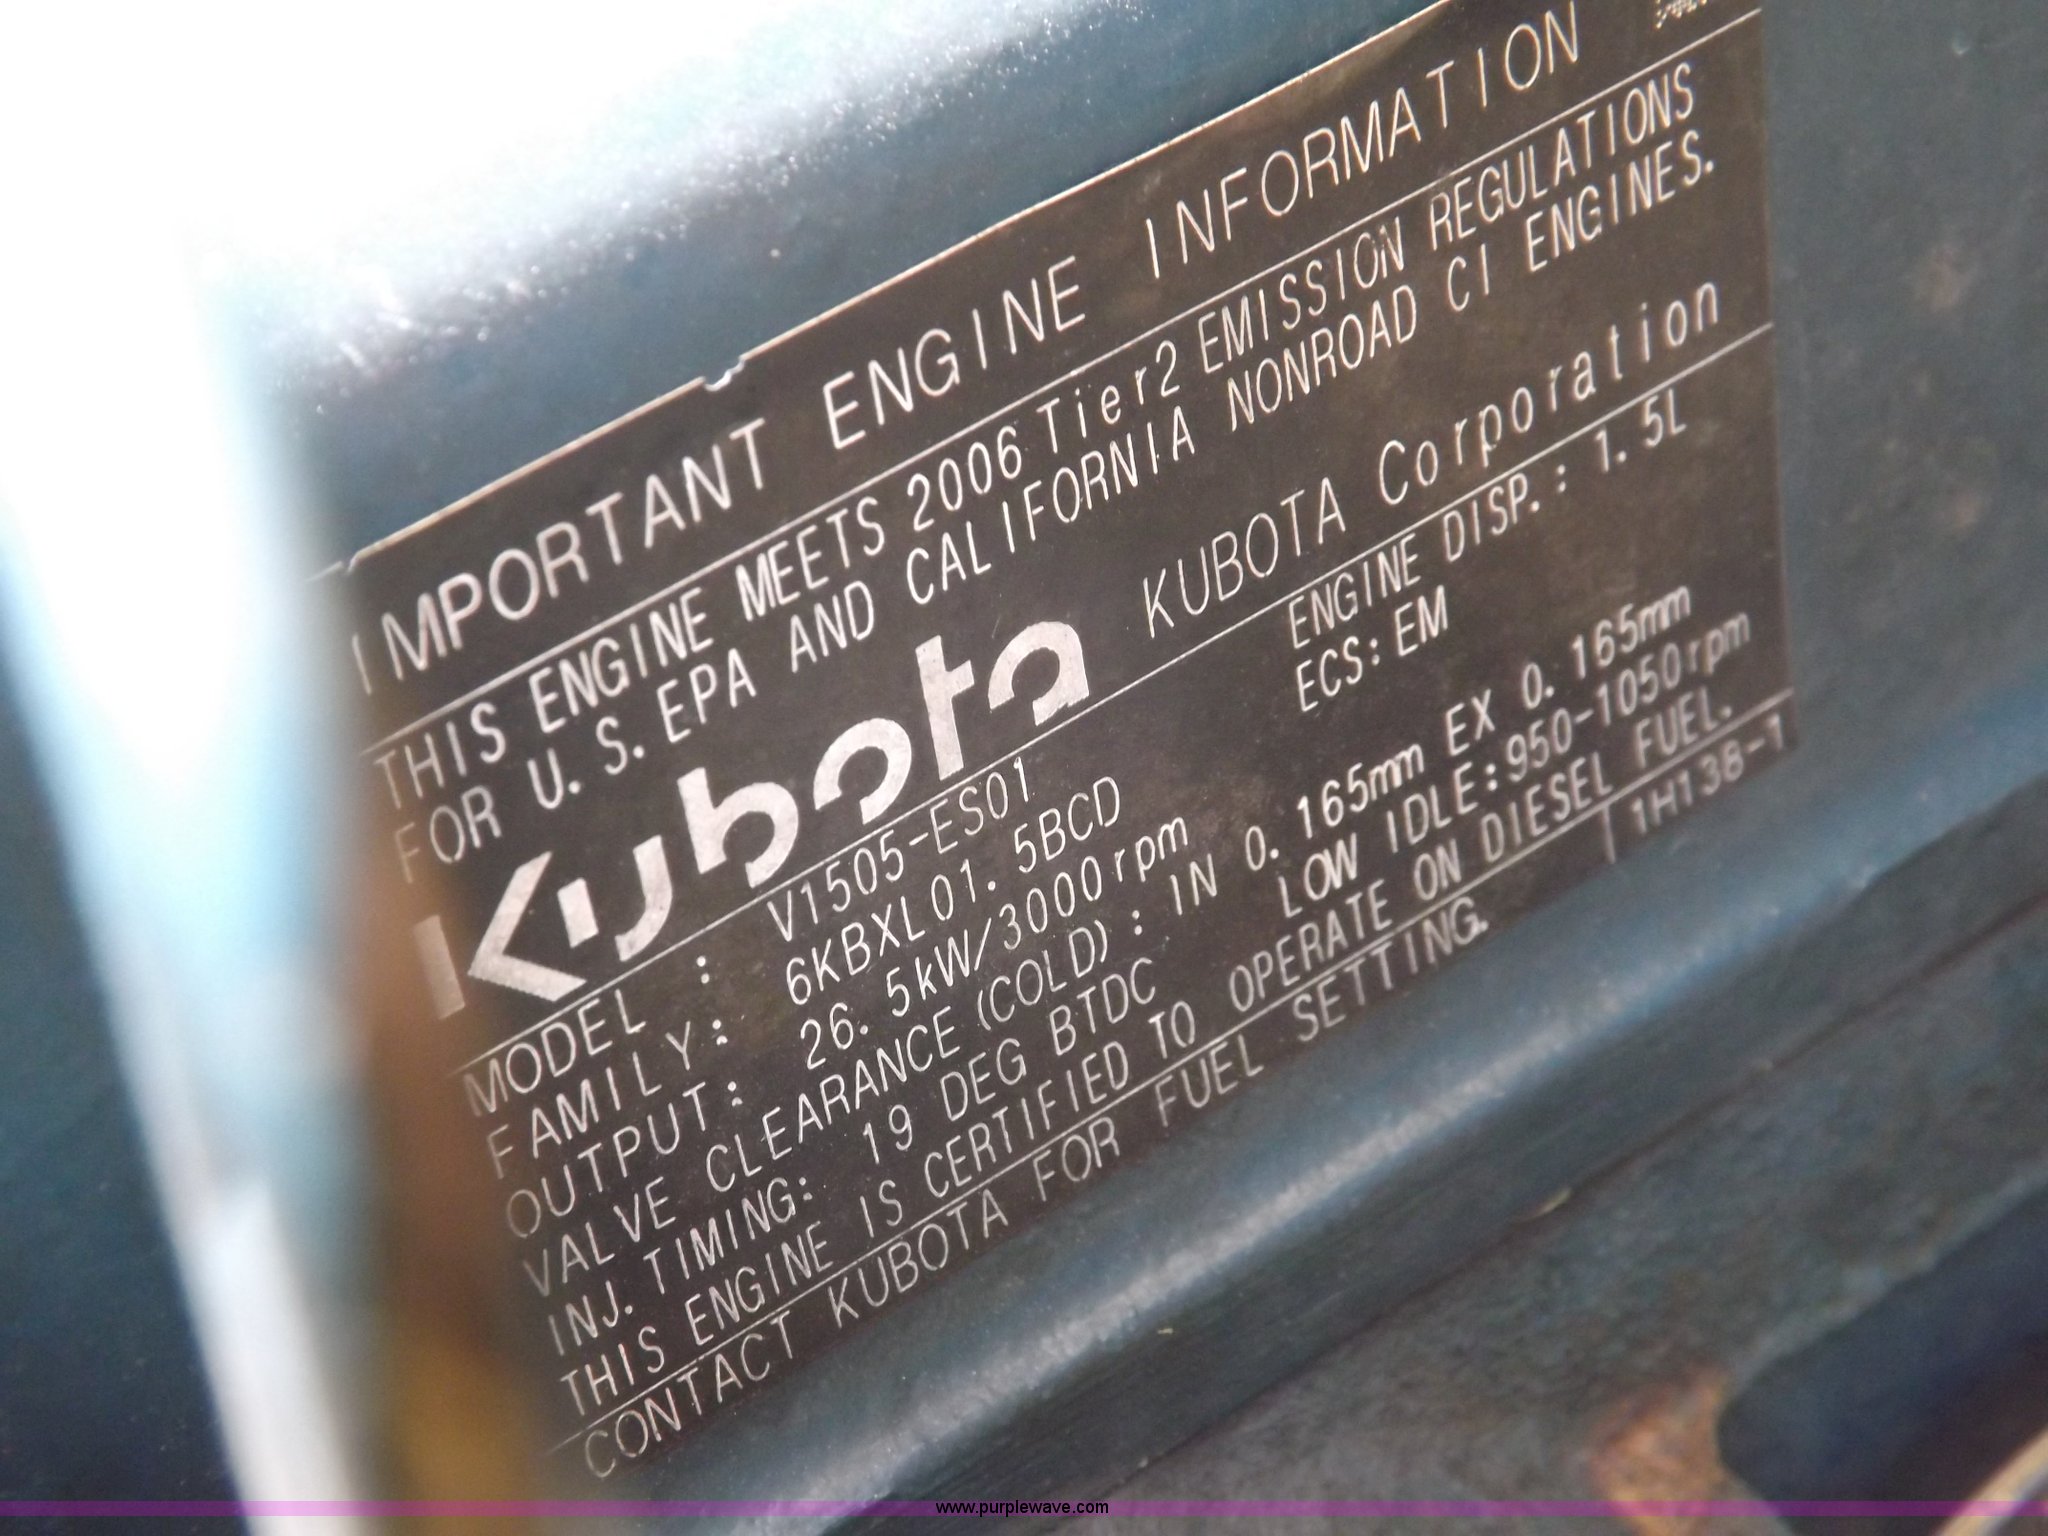 IMPORTANT ENGINE INFORMATION
THIS ENGINE MEETS 2006 Tier2 EMISSION REGULATIONS
FOR U.S. EPA AND CALIFORNIA NONROAD CI ENGINES.
Kubota KUBOTA Corporation
MODEL : V1505-ES01 ENGINE DISP.: 1.5L
FAMILY: 6KBXL01.5BCD ECS: EM
OUTPUT: 26.5kW/3000rpm
VALVE CLEARANCE (COLD) : IN 0.165mm EX 0.165mm
INJ. TIMING: 19 DEG BTDC LOW IDLE:950-1050rpm
THIS ENGINE IS CERTIFIED TO OPERATE ON DIESEL FUEL.
CONTACT KUBOTA FOR FUEL SETTING. 1H138-1
www.purplewave.com